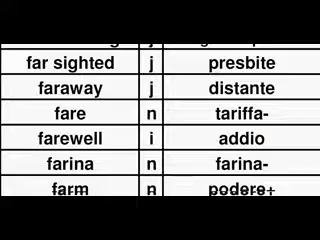 far sighted j presbite
faraway j distante
fare n tariffa-
farewell i addio
farina n farina-
farm n podere+